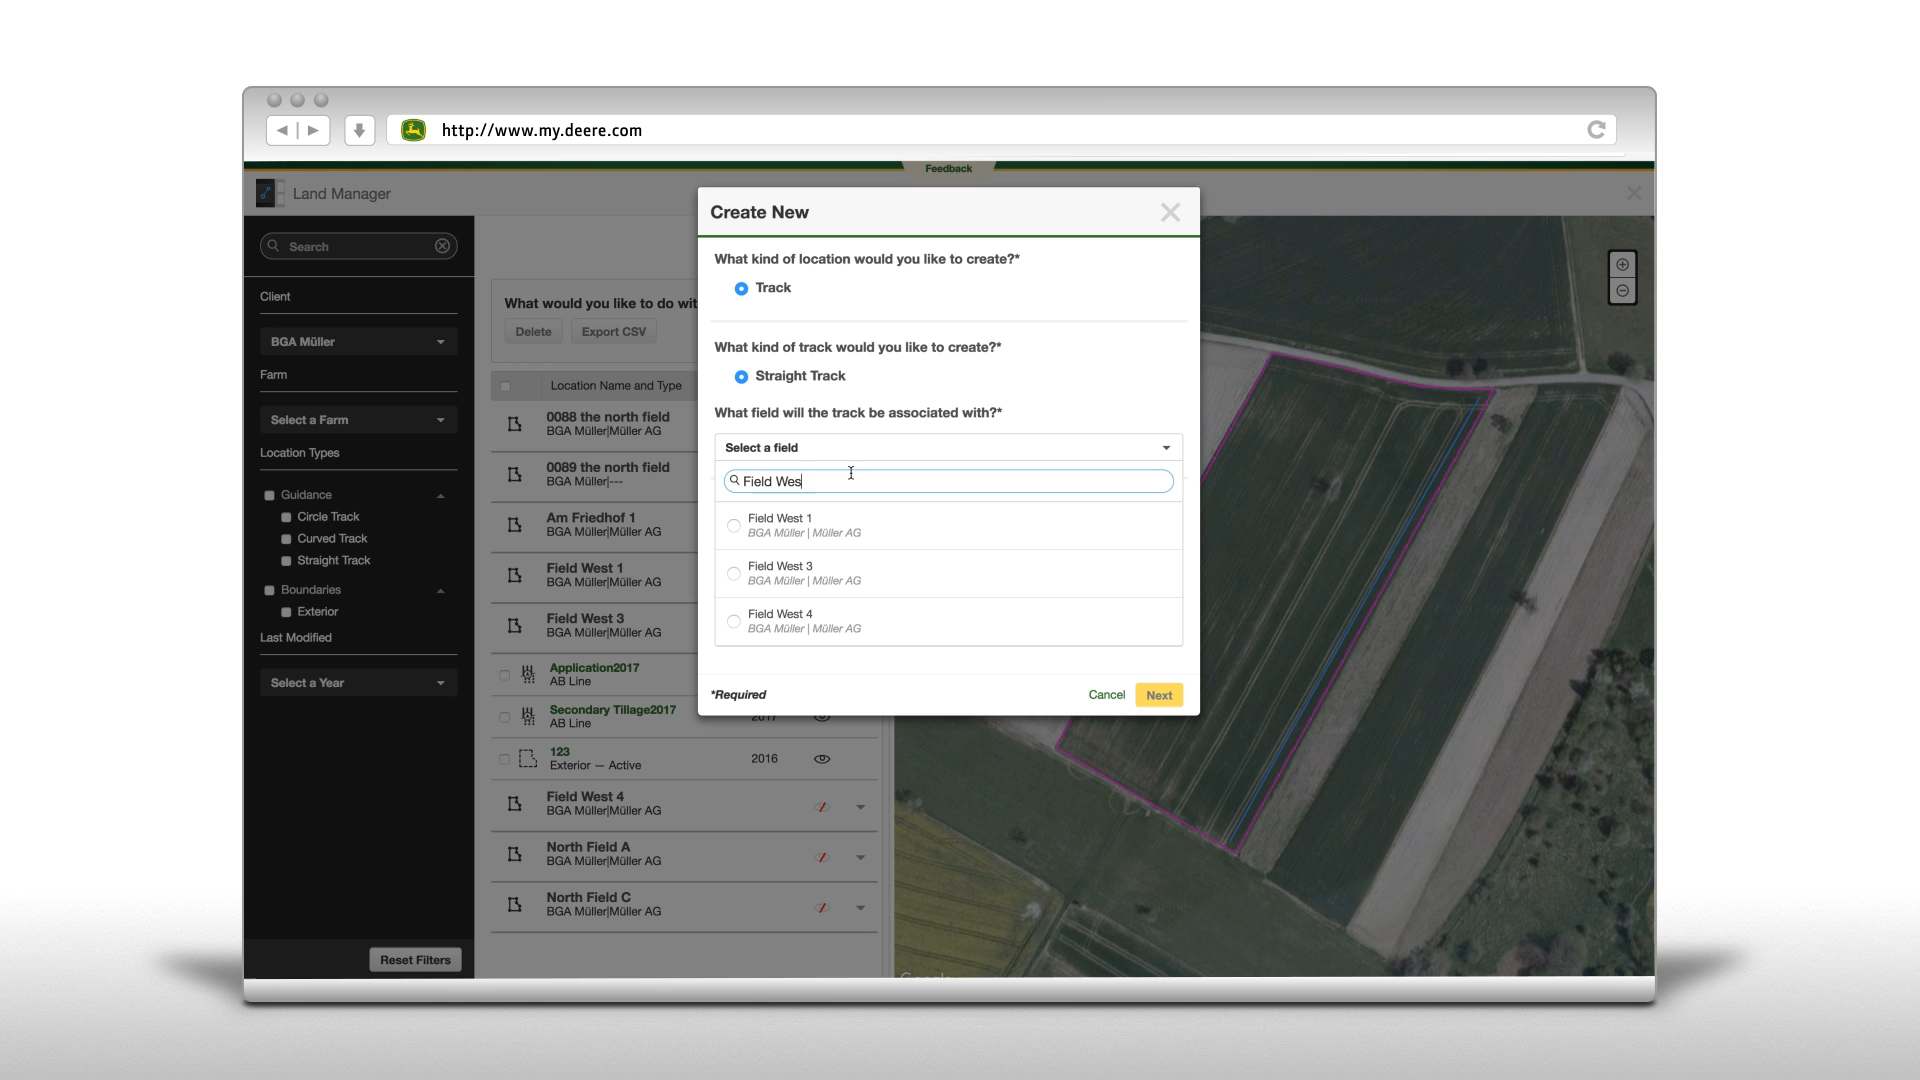 http://www.my.deere.com
Feedback
Land Manager
Search
Client
BGA Müller
Farm
Select a Farm
Location Types
Guidance
Circle Track
Curved Track
Straight Track
Boundaries
Exterior
Last Modified
Select a Year
Reset Filters
What would you like to do wit
Delete
Export CSV
Location Name and Type
0088 the north field
BGA Müller|Müller AG
0089 the north field
BGA Müller|---
Am Friedhof 1
BGA Müller|Müller AG
Field West 1
BGA Müller|Müller AG
Field West 3
BGA Müller|Müller AG
Application2017
AB Line
Secondary Tillage2017
AB Line
2017
123
Exterior — Active
2016
Field West 4
BGA Müller|Müller AG
North Field A
BGA Müller|Müller AG
North Field C
BGA Müller|Müller AG
Create New
What kind of location would you like to create?*
Track
What kind of track would you like to create?*
Straight Track
What field will the track be associated with?*
Select a field
Field Wes
Field West 1
BGA Müller | Müller AG
Field West 3
BGA Müller | Müller AG
Field West 4
BGA Müller | Müller AG
*Required
Cancel
Next